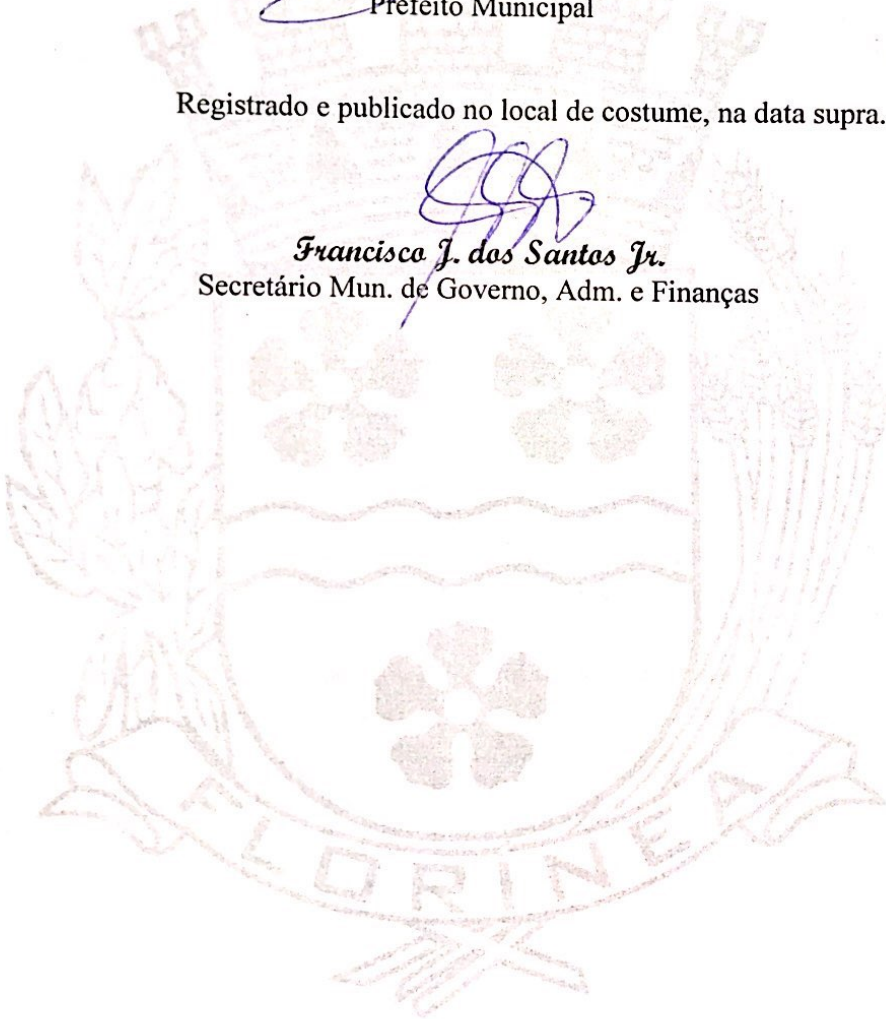 Prefeito Municipal
Registrado e publicado no local de costume, na data supra.
Francisco J. dos Santos Jr.
Secretário Mun. de Governo, Adm. e Finanças
FLORINEA